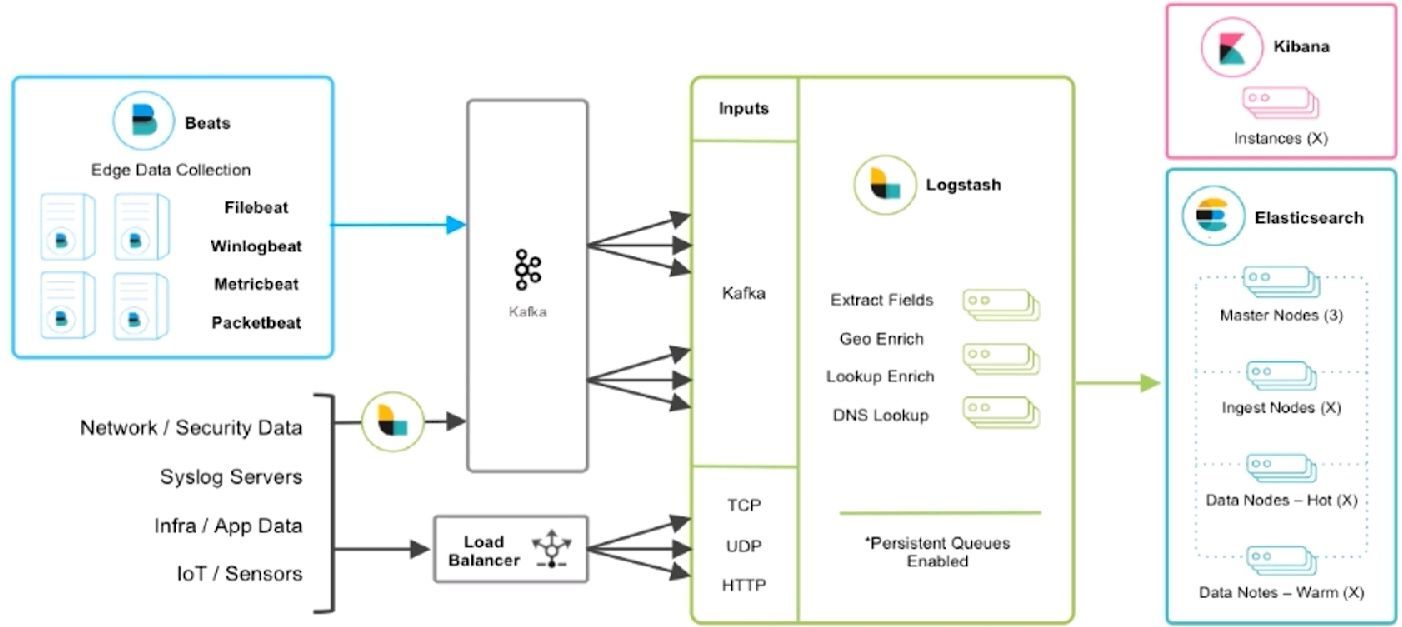 Beats
Edge Data Collection
Filebeat
Winlogbeat
Metricbeat
Packetbeat
Network / Security Data
Syslog Servers
Infra / App Data
IoT / Sensors
Kafka
Load
Balancer
Inputs
Kafka
TCP
UDP
HTTP
Logstash
Extract Fields
Geo Enrich
Lookup Enrich
DNS Lookup
*Persistent Queues
Enabled
Kibana
Instances (X)
Elasticsearch
Master Nodes (3)
Ingest Nodes (X)
Data Nodes – Hot (X)
Data Notes – Warm (X)